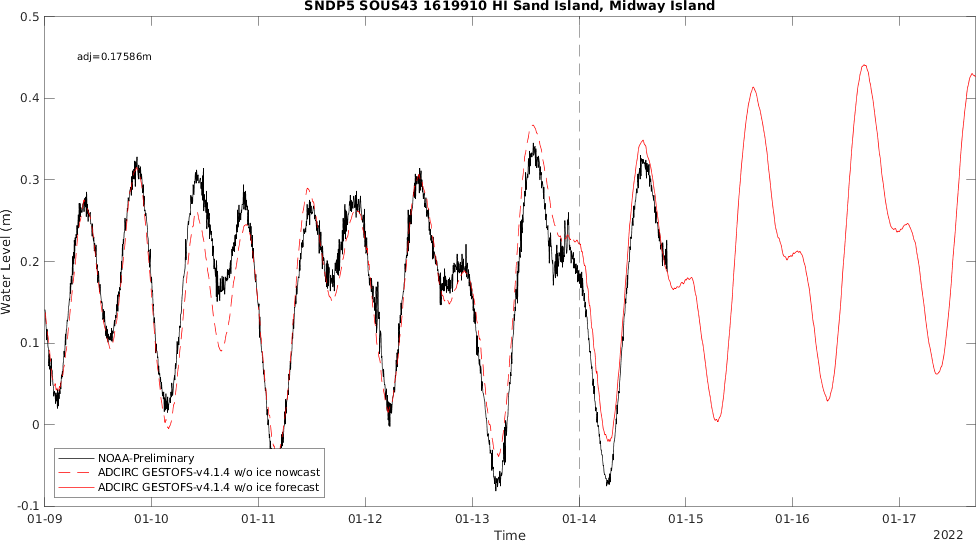 SNDP5 SOUS43 1619910 HI Sand Island, Midway Island
0.5
adj=0.17586m
0.4
0.3
0.2
0.1
0
-0.1
Water Level (m)
NOAA-Preliminary
ADCIRC GESTOFS-v4.1.4 w/o ice nowcast
ADCIRC GESTOFS-v4.1.4 w/o ice forecast
01-09 01-10 01-11 01-12 01-13 01-14 01-15 01-16 01-17
Time
2022